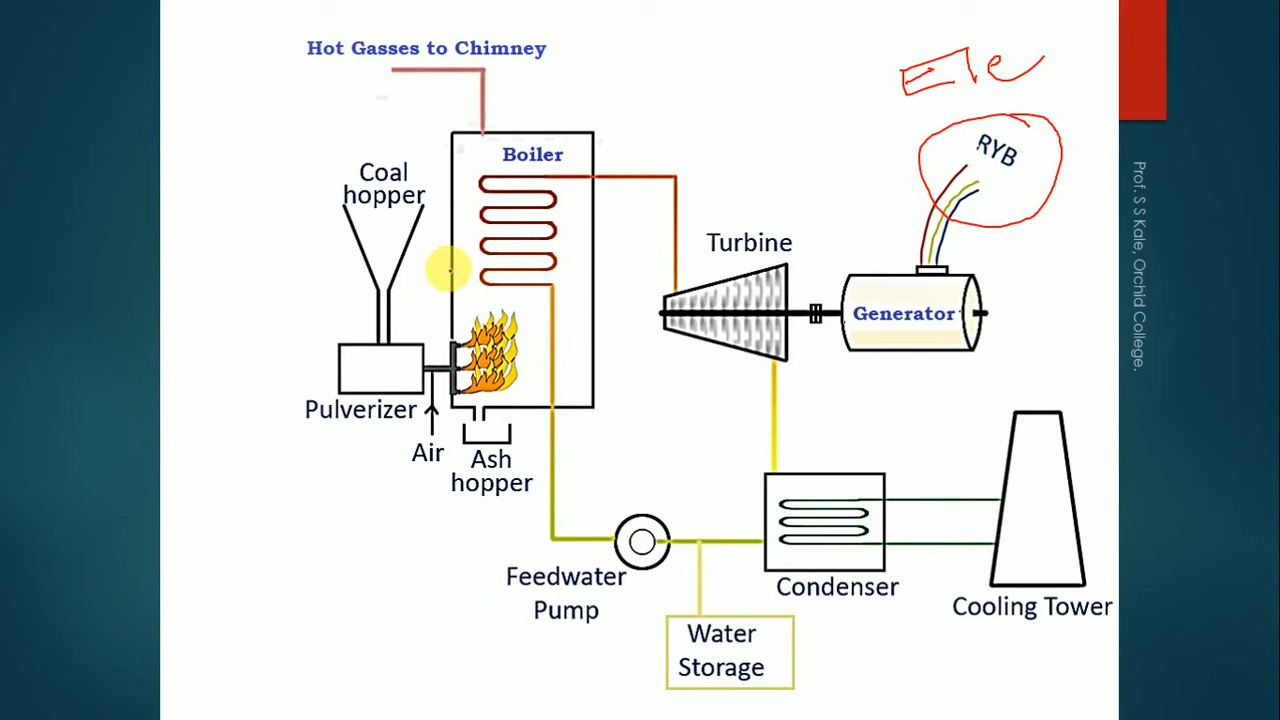 Hot Gasses to Chimney
Ele
RYB
Boiler
Coal
hopper
Turbine
Generator
Pulverizer
Air
Ash
hopper
Feedwater
Pump
Condenser
Cooling Tower
Water
Storage
Prof. S S Kale, Orchid College.